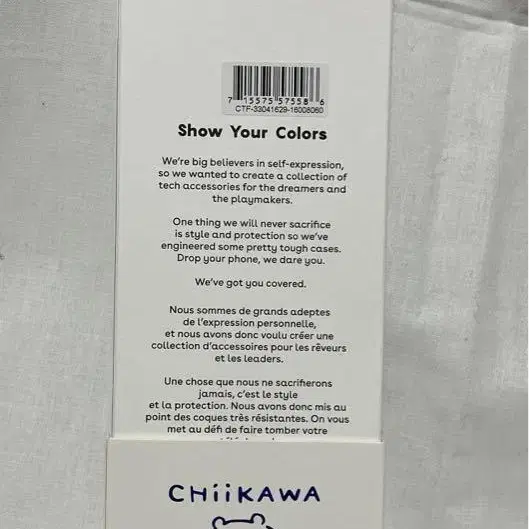 7 15575 57558 6
CTF-33041629-16008060
Show Your Colors
We're big believers in self-expression,
so we wanted to create a collection of
tech accessories for the dreamers and
the playmakers.
One thing we will never sacrifice
is style and protection so we've
engineered some pretty tough cases.
Drop your phone, we dare you.
We've got you covered.
Nous sommes de grands adeptes
de l'expression personnelle,
et nous avons donc voulu créer une
collection d'accessoires pour les rêveurs
et les leaders.
Une chose que nous ne sacrifierons
jamais, c'est le style
et la protection. Nous avons donc mis au
point des coques très résistantes. On vous
met au défi de faire tomber votre
CHiiKAWA